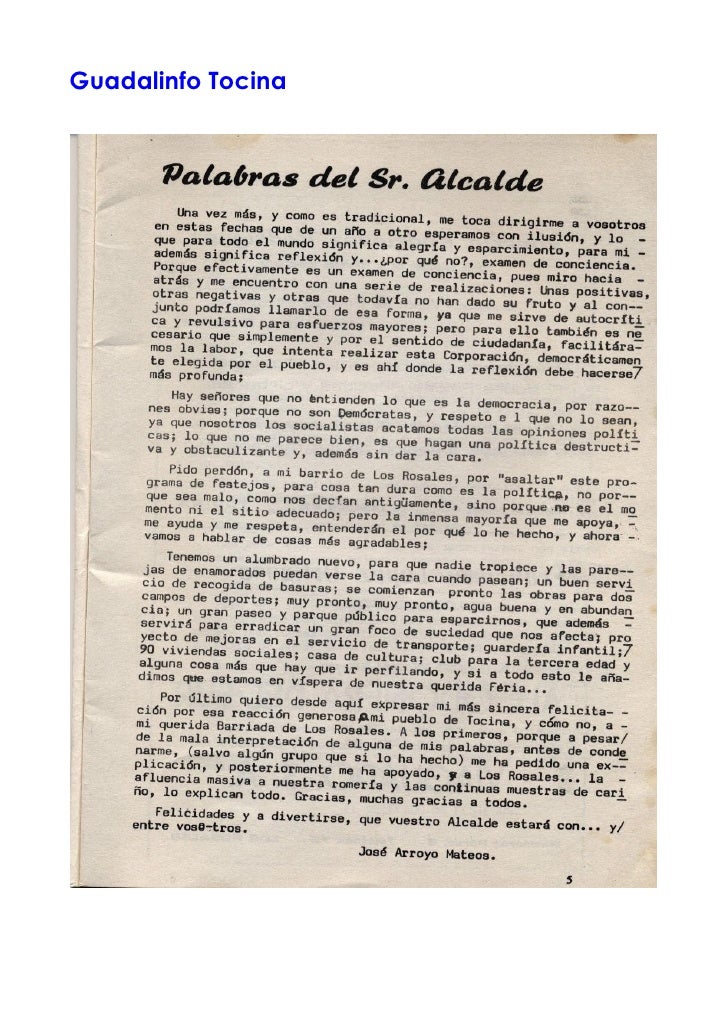 Guadalinfo Tocina
Palabras del Sr. Alcalde
Una vez más, y como es tradicional, me toca dirigirme a vosotros
en estas fechas que de un año a otro esperamos con ilusión, y lo -
que para todo el mundo significa alegría y esparcimiento, para mi -
además significa reflexión y...¿por qué no?, examen de conciencia.
Porque efectivamente es un examen de conciencia, pues miro hacia -
atrás y me encuentro con una serie de realizaciones: Unas positivas,
otras negativas y otras que todavía no han dado su fruto y al con--
junto podríamos llamarlo de esa forma, ya que me sirve de autocríti
ca y revulsivo para esfuerzos mayores; pero para ello también es ne
cesario que simplemente y por el sentido de ciudadanía, facilitára-
mos la labor, que intenta realizar esta Corporación, democráticamen
te elegida por el pueblo, y es ahí donde la reflexión debe hacerse/
más profunda;
Hay señores que no entienden lo que es la democracia, por razo--
nes obvias; porque no son Demócratas, y respeto e l que no lo sean,
ya que nosotros los socialistas acatamos todas las opiniones políti
cas; lo que no me parece bien, es que hagan una política destructi-
va y obstaculizante y, además sin dar la cara.
Pido perdón, a mi barrio de Los Rosales, por "asaltar" este pro-
grama de festejos, para cosa tan dura como es la política, no por--
que sea malo, como nos decían antigüamente, sino porque no es el mo
mento ni el sitio adecuado; pero la inmensa mayoría que me apoya, -
me ayuda y me respeta, entenderán el por qué lo he hecho, y ahora -
vamos a hablar de cosas más agradables;
Tenemos un alumbrado nuevo, para que nadie tropiece y las pare--
jas de enamorados puedan verse la cara cuando pasean; un buen servi
cio de recogida de basuras; se comienzan pronto las obras para dos
campos de deportes; muy pronto, muy pronto, agua buena y en abundan
cia; un gran paseo y parque público para esparcirnos, que además -
servirá para erradicar un gran foco de suciedad que nos afecta; pro
yecto de mejoras en el servicio de transporte; guardería infantil;/
90 viviendas sociales; casa de cultura; club para la tercera edad y
alguna cosa más que hay que ir perfilando, y si a todo esto le aña-
dimos que estamos en víspera de nuestra querida Féria...
Por último quiero desde aquí expresar mi más sincera felicita- -
ción por esa reacción generosa,a mi pueblo de Tocina, y cómo no, a -
mi querida Barriada de Los Rosales. A los primeros, porque a pesar/
de la mala interpretación de alguna de mis palabras, antes de conde
narme, (salvo algún grupo que si lo ha hecho) me ha pedido una ex--
plicación, y posteriormente me ha apoyado, y a Los Rosales... la -
afluencia masiva a nuestra romería y las continuas muestras de cari
ño, lo explican todo. Gracias, muchas gracias a todos.
Felicidades y a divertirse, que vuestro Alcalde estará con... y/
entre vosotros.
José Arroyo Mateos.
5